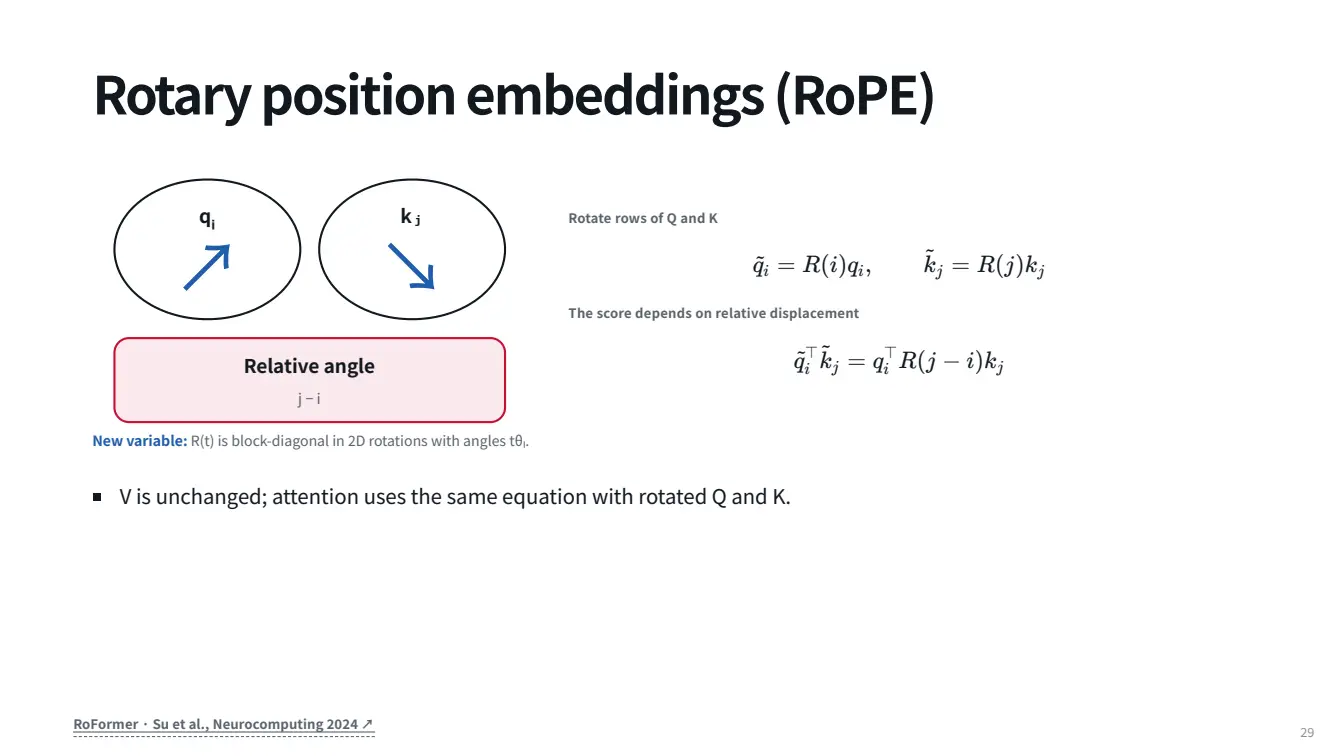 Rotary position embeddings (RoPE)
qᵢ
kⱼ
Relative angle
j − i
New variable: R(t) is block-diagonal in 2D rotations with angles tθₗ.
Rotate rows of Q and K
q̃ᵢ = R(i)qᵢ, k̃ⱼ = R(j)kⱼ
The score depends on relative displacement
q̃ᵢ⊤k̃ⱼ = qᵢ⊤R(j − i)kⱼ
▪ V is unchanged; attention uses the same equation with rotated Q and K.
RoFormer · Su et al., Neurocomputing 2024 ↗
29